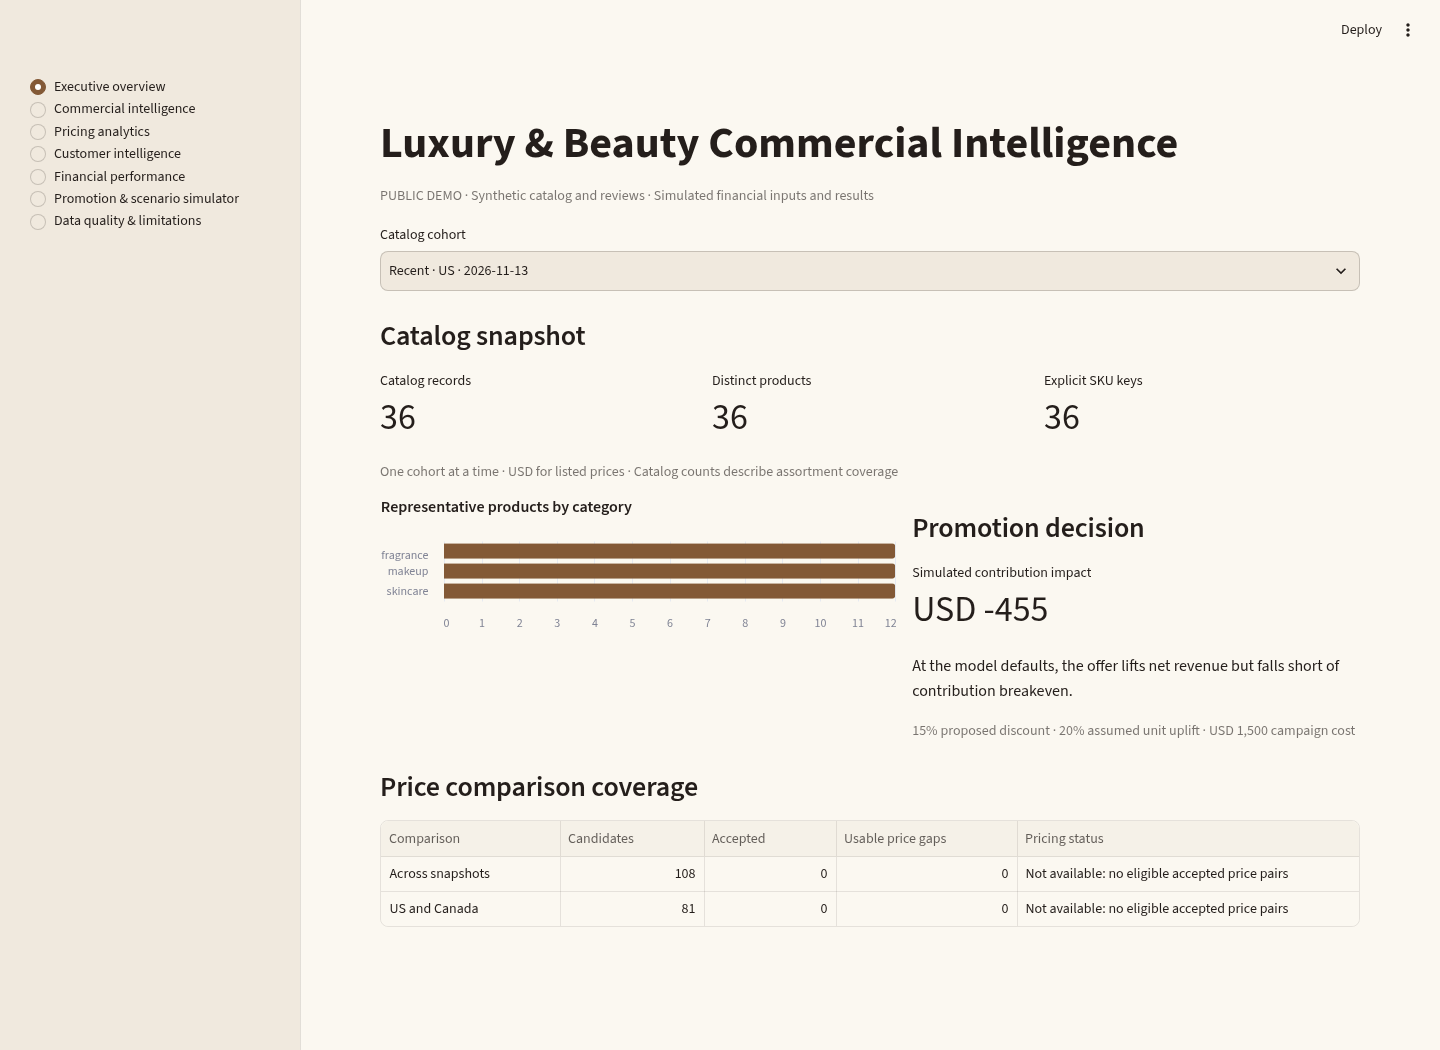 Deploy
Executive overview
Commercial intelligence
Pricing analytics
Customer intelligence
Financial performance
Promotion & scenario simulator
Data quality & limitations
Luxury & Beauty Commercial Intelligence
PUBLIC DEMO · Synthetic catalog and reviews · Simulated financial inputs and results
Catalog cohort
Recent · US · 2026-11-13
Catalog snapshot
Catalog records Distinct products Explicit SKU keys
36 36 36
One cohort at a time · USD for listed prices · Catalog counts describe assortment coverage
Representative products by category
fragrance
makeup
skincare
0 1 2 3 4 5 6 7 8 9 10 11 12
Promotion decision
Simulated contribution impact
USD -455
At the model defaults, the offer lifts net revenue but falls short of
contribution breakeven.
15% proposed discount · 20% assumed unit uplift · USD 1,500 campaign cost
Price comparison coverage
Comparison Candidates Accepted Usable price gaps Pricing status
Across snapshots 108 0 0 Not available: no eligible accepted price pairs
US and Canada 81 0 0 Not available: no eligible accepted price pairs